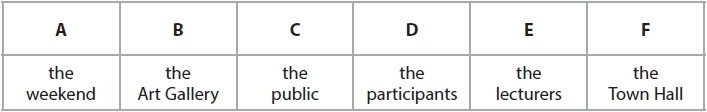 A B C D E F
the the the the the the
weekend Art Gallery public participants lecturers Town Hall